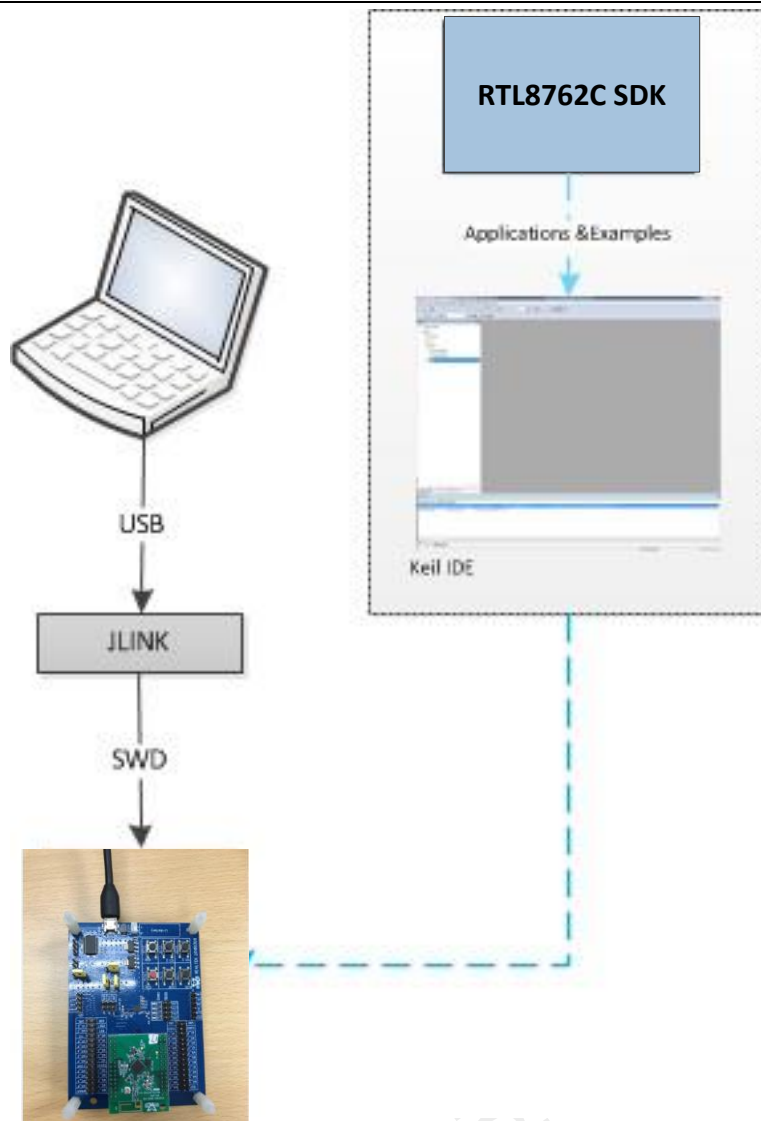 RTL8762C SDK
Applications &Examples
Keil IDE
USB
JLINK
SWD